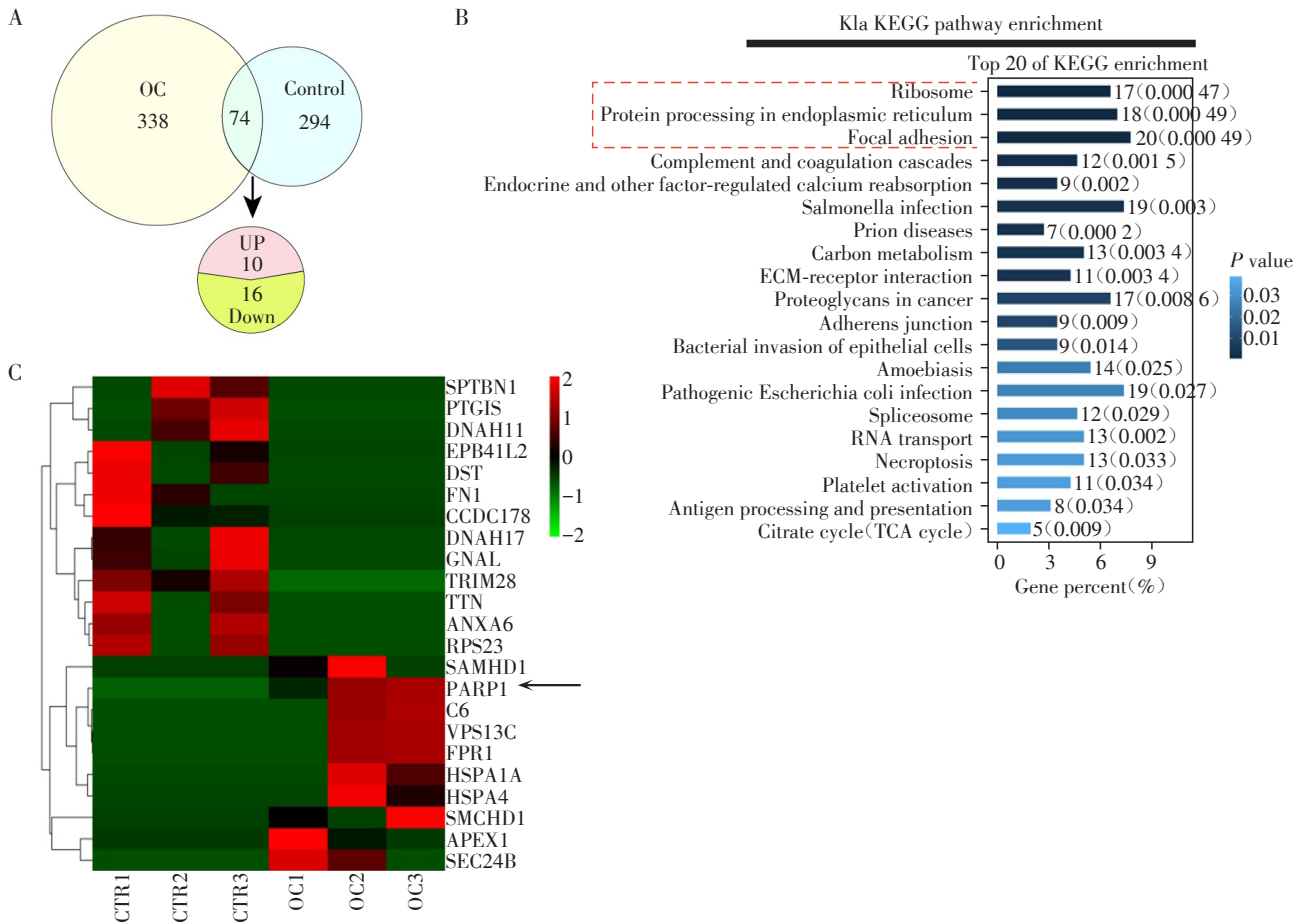 A
OC
338
74
Control
294
UP
10
16
Down
B
Kla KEGG pathway enrichment
Top 20 of KEGG enrichment
Ribosome 17(0.000 47)
Protein processing in endoplasmic reticulum 18(0.000 49)
Focal adhesion 20(0.000 49)
Complement and coagulation cascades 12(0.001 5)
Endocrine and other factor-regulated calcium reabsorption 9(0.002)
Salmonella infection 19(0.003)
Prion diseases 7(0.000 2)
Carbon metabolism 13(0.003 4)
ECM-receptor interaction 11(0.003 4)
Proteoglycans in cancer 17(0.008 6)
Adherens junction 9(0.009)
Bacterial invasion of epithelial cells 9(0.014)
Amoebiasis 14(0.025)
Pathogenic Escherichia coli infection 19(0.027)
Spliceosome 12(0.029)
RNA transport 13(0.002)
Necroptosis 13(0.033)
Platelet activation 11(0.034)
Antigen processing and presentation 8(0.034)
Citrate cycle(TCA cycle) 5(0.009)
0 3 6 9
Gene percent(%)
P value
0.03
0.02
0.01
C
SPTBN1
PTGIS
DNAH11
EPB41L2
DST
FN1
CCDC178
DNAH17
GNAL
TRIM28
TTN
ANXA6
RPS23
SAMHD1
PARP1
C6
VPS13C
FPR1
HSPA1A
HSPA4
SMCHD1
APEX1
SEC24B
2
1
0
−1
−2
CTR1
CTR2
CTR3
OC1
OC2
OC3